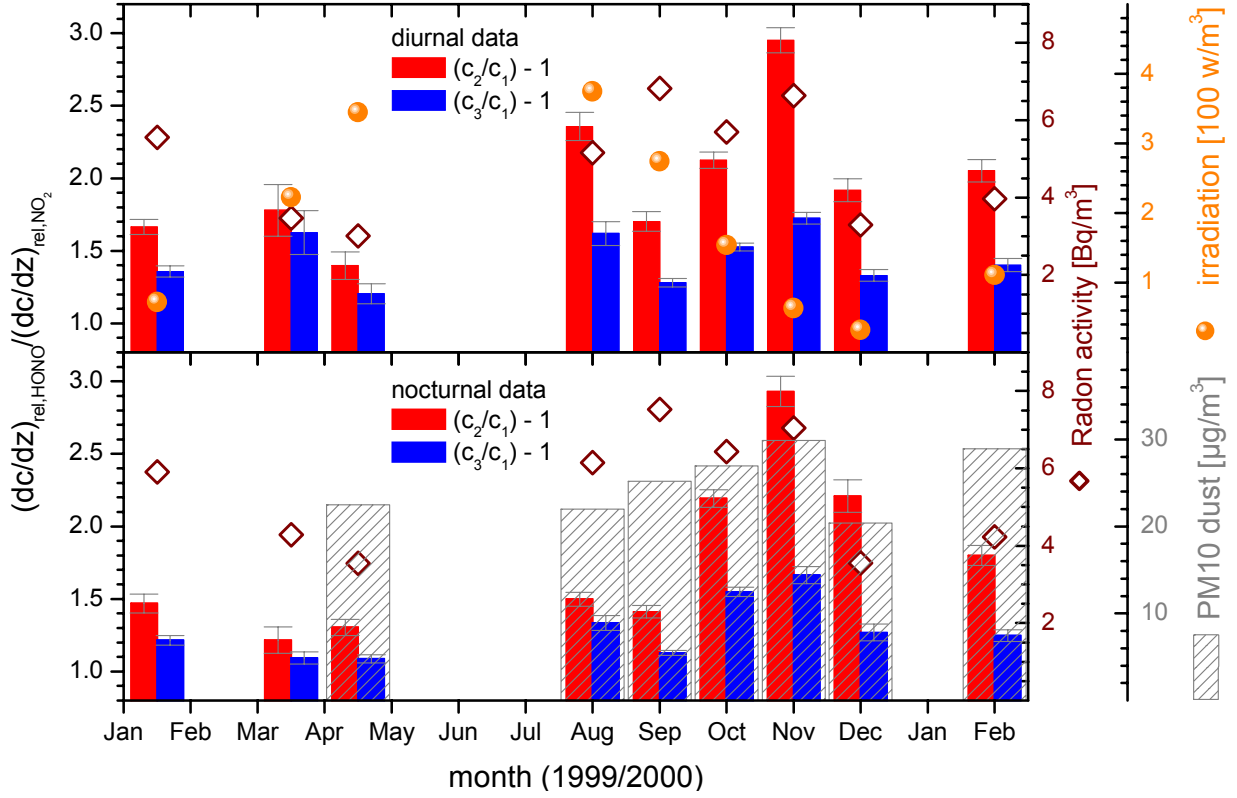 3.0
2.5
2.0
1.5
1.0
diurnal data
(c₂/c₁) - 1
(c₃/c₁) - 1
8
6
4
2
4
3
2
1
3.0
2.5
2.0
1.5
1.0
nocturnal data
(c₂/c₁) - 1
(c₃/c₁) - 1
8
6
4
2
30
20
10
(dc/dz)rel,HONO/(dc/dz)rel,NO₂
Radon activity [Bq/m³]
irradiation [100 w/m³]
PM10 dust [µg/m³]
Jan Feb Mar Apr May Jun Jul Aug Sep Oct Nov Dec Jan Feb
month (1999/2000)